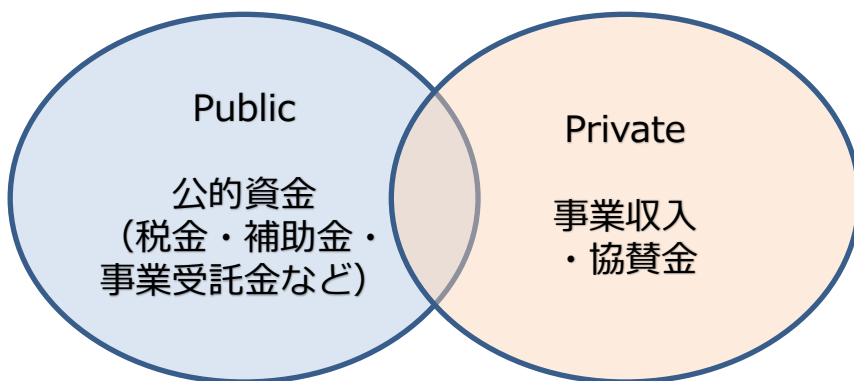 Public
公的資金
（税金・補助金・
事業受託金など）
Private
事業収入
・協賛金